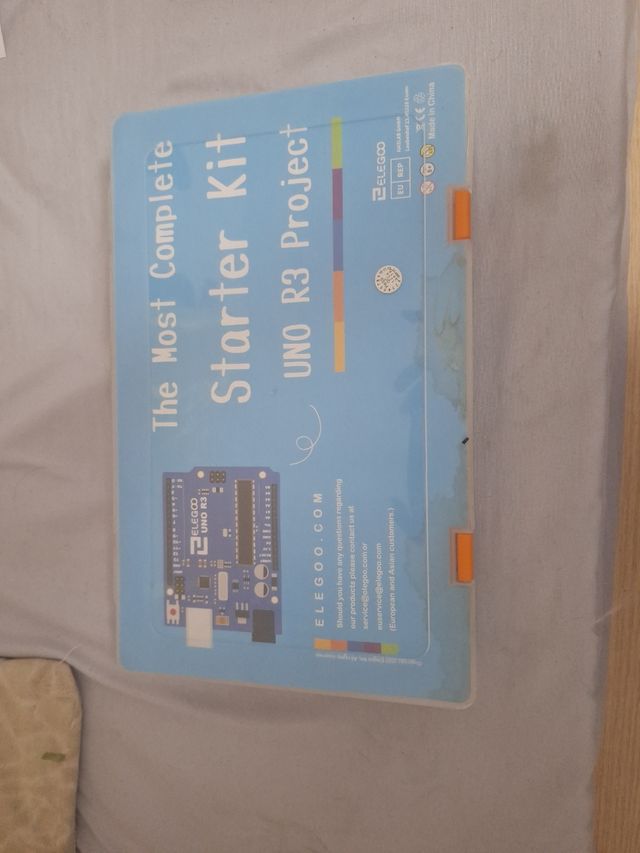 The Most Complete
Starter Kit
UNO R3 Project
ELEGOO
UNO R3
ELEGOO.COM
Should you have any questions regarding
our products please contact us at
service@elegoo.com or
euservice@elegoo.com
(European and Asian customers)
ELEGOO
EU REP
Made in China